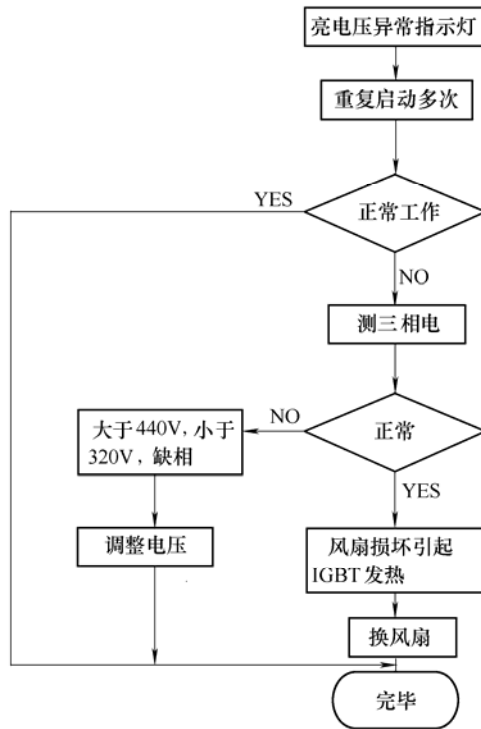 亮电压异常指示灯
重复启动多次
YES
正常工作
NO
测三相电
大于440V,小于
320V,缺相
NO
正常
YES
调整电压
风扇损坏引起
IGBT发热
换风扇
完毕